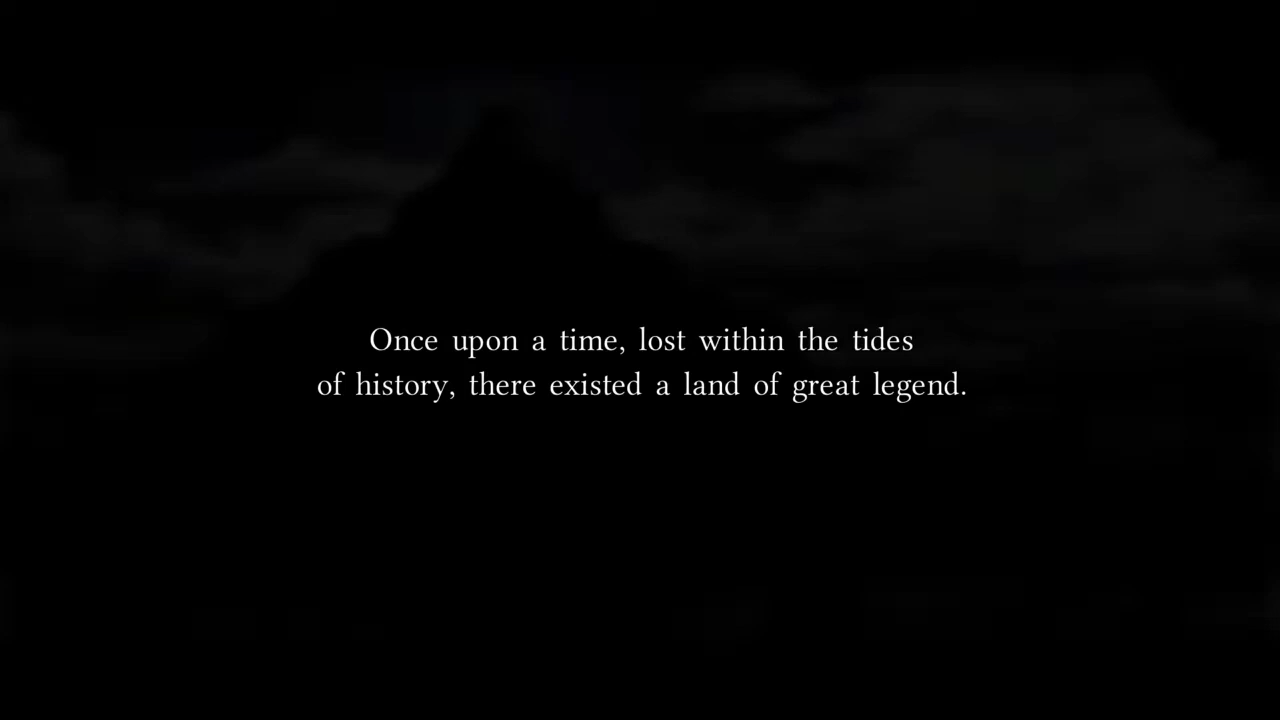 Once upon a time, lost within the tides
of history, there existed a land of great legend.